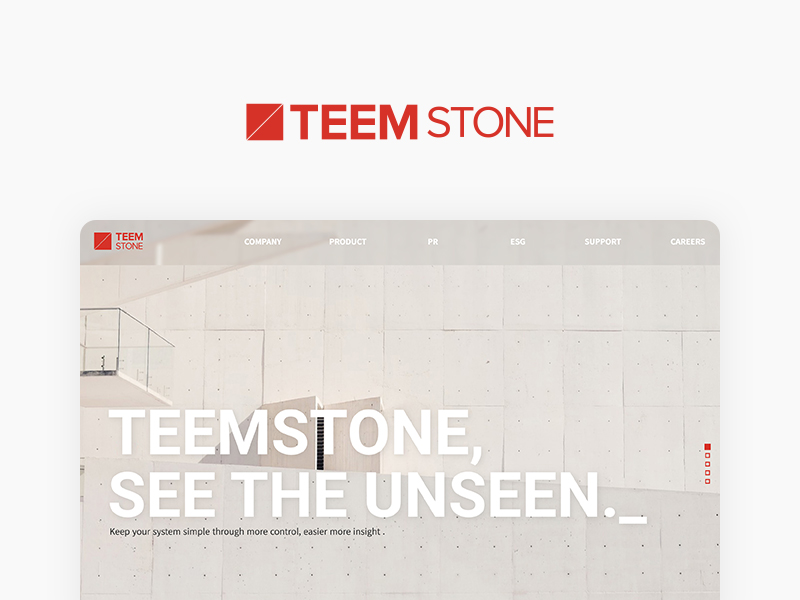 TEEM STONE
TEEM
STONE
COMPANY PRODUCT PR ESG SUPPORT CAREERS
TEEMSTONE,
SEE THE UNSEEN._
Keep your system simple through more control, easier more insight .